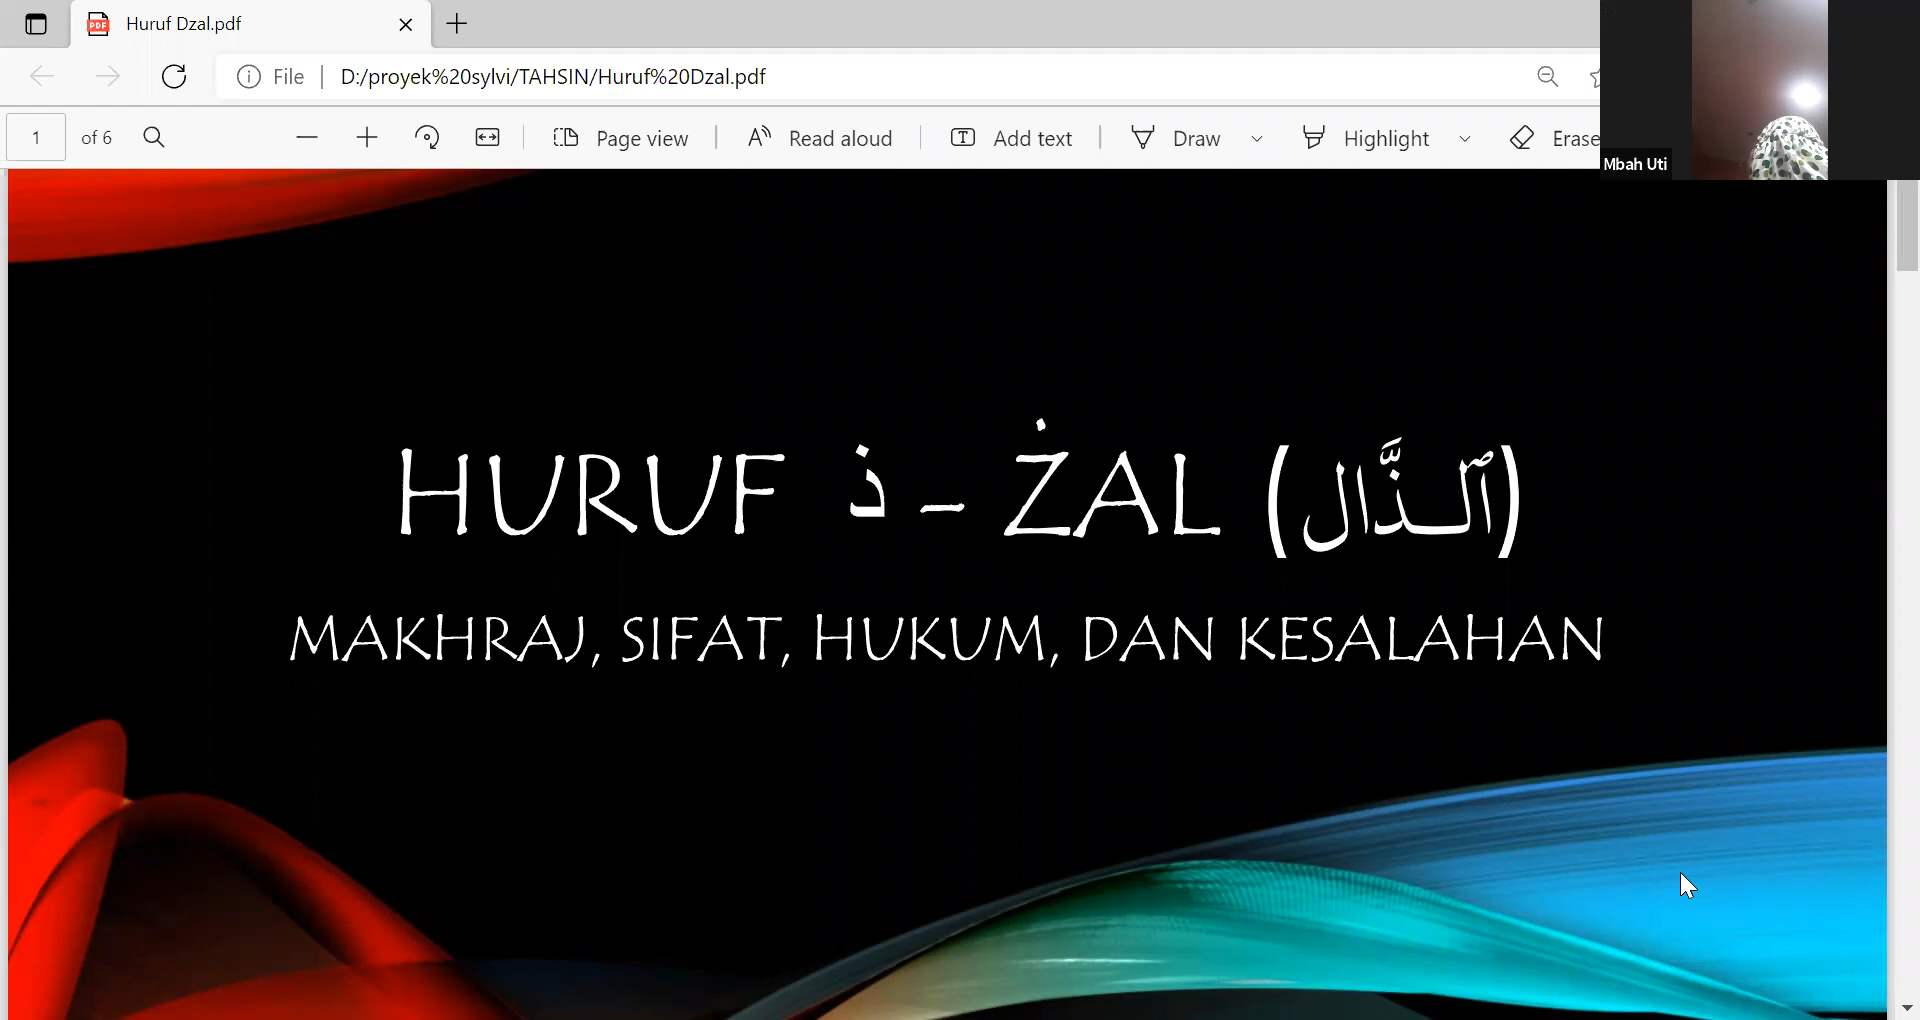 Huruf Dzal.pdf
File
D:/proyek%20sylvi/TAHSIN/Huruf%20Dzal.pdf
1 of 6 Page view A Read aloud T Add text Draw Highlight Erase
Mbah Uti
HURUF ذ - ŻAL (ٱلـذَّال)
MAKHRAJ, SIFAT, HUKUM, DAN KESALAHAN